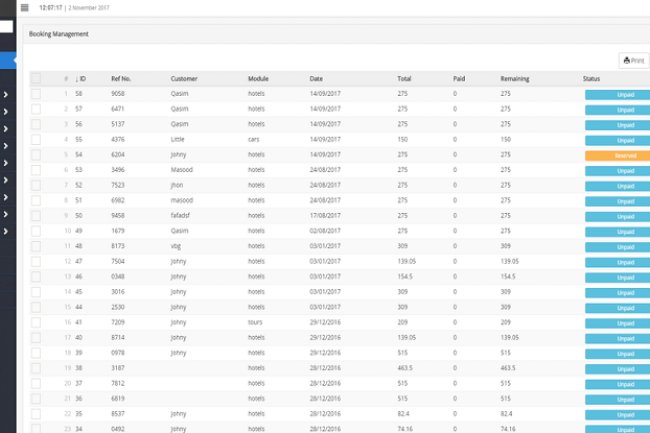 12:07:17 | 2 November 2017
Booking Management
Print
# ↓ ID Ref No. Customer Module Date Total Paid Remaining Status
1 58 9058 Qasim hotels 14/09/2017 275 0 275 Unpaid
2 57 6471 Qasim hotels 14/09/2017 275 0 275 Unpaid
3 56 5137 Qasim hotels 14/09/2017 275 0 275 Unpaid
4 55 4376 Little cars 14/09/2017 150 0 150 Unpaid
5 54 6204 Johny hotels 14/09/2017 275 0 275 Reserved
6 53 3496 Masood hotels 24/08/2017 275 0 275 Unpaid
7 52 7523 jhon hotels 24/08/2017 275 0 275 Unpaid
8 51 6982 masood hotels 24/08/2017 275 0 275 Unpaid
9 50 9458 fafadsf hotels 17/08/2017 275 0 275 Unpaid
10 49 1679 Qasim hotels 02/08/2017 275 0 275 Unpaid
11 48 8173 vbg hotels 03/01/2017 309 0 309 Unpaid
12 47 7504 Johny hotels 03/01/2017 139.05 0 139.05 Unpaid
13 46 0348 Johny hotels 03/01/2017 154.5 0 154.5 Unpaid
14 45 3016 Johny hotels 03/01/2017 309 0 309 Unpaid
15 44 2530 Johny hotels 03/01/2017 309 0 309 Unpaid
16 41 7209 Johny tours 29/12/2016 209 0 209 Unpaid
17 40 8714 Johny hotels 29/12/2016 139.05 0 139.05 Unpaid
18 39 0978 Johny hotels 29/12/2016 515 0 515 Unpaid
19 38 3187 hotels 28/12/2016 463.5 0 463.5 Unpaid
20 37 7812 hotels 28/12/2016 515 0 515 Unpaid
21 36 6819 hotels 28/12/2016 515 0 515 Unpaid
22 35 8537 Johny hotels 28/12/2016 82.4 0 82.4 Unpaid
23 34 0492 Johny hotels 28/12/2016 74.16 0 74.16 Unpaid